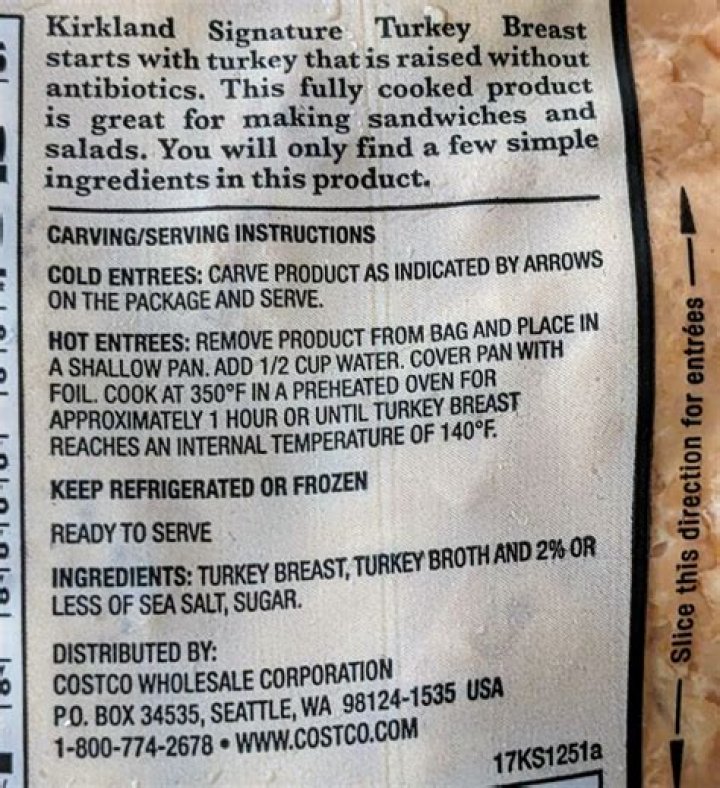 Kirkland Signature Turkey Breast
starts with turkey that is raised without
antibiotics. This fully cooked product
is great for making sandwiches and
salads. You will only find a few simple
ingredients in this product.
CARVING/SERVING INSTRUCTIONS
COLD ENTREES: CARVE PRODUCT AS INDICATED BY ARROWS
ON THE PACKAGE AND SERVE.
HOT ENTREES: REMOVE PRODUCT FROM BAG AND PLACE IN
A SHALLOW PAN. ADD 1/2 CUP WATER. COVER PAN WITH
FOIL. COOK AT 350°F IN A PREHEATED OVEN FOR
APPROXIMATELY 1 HOUR OR UNTIL TURKEY BREAST
REACHES AN INTERNAL TEMPERATURE OF 140°F.
KEEP REFRIGERATED OR FROZEN
READY TO SERVE
INGREDIENTS: TURKEY BREAST, TURKEY BROTH AND 2% OR
LESS OF SEA SALT, SUGAR.
DISTRIBUTED BY:
COSTCO WHOLESALE CORPORATION
P.O. BOX 34535, SEATTLE, WA 98124-1535 USA
1-800-774-2678 • WWW.COSTCO.COM
17KS1251a
Slice this direction for entrées